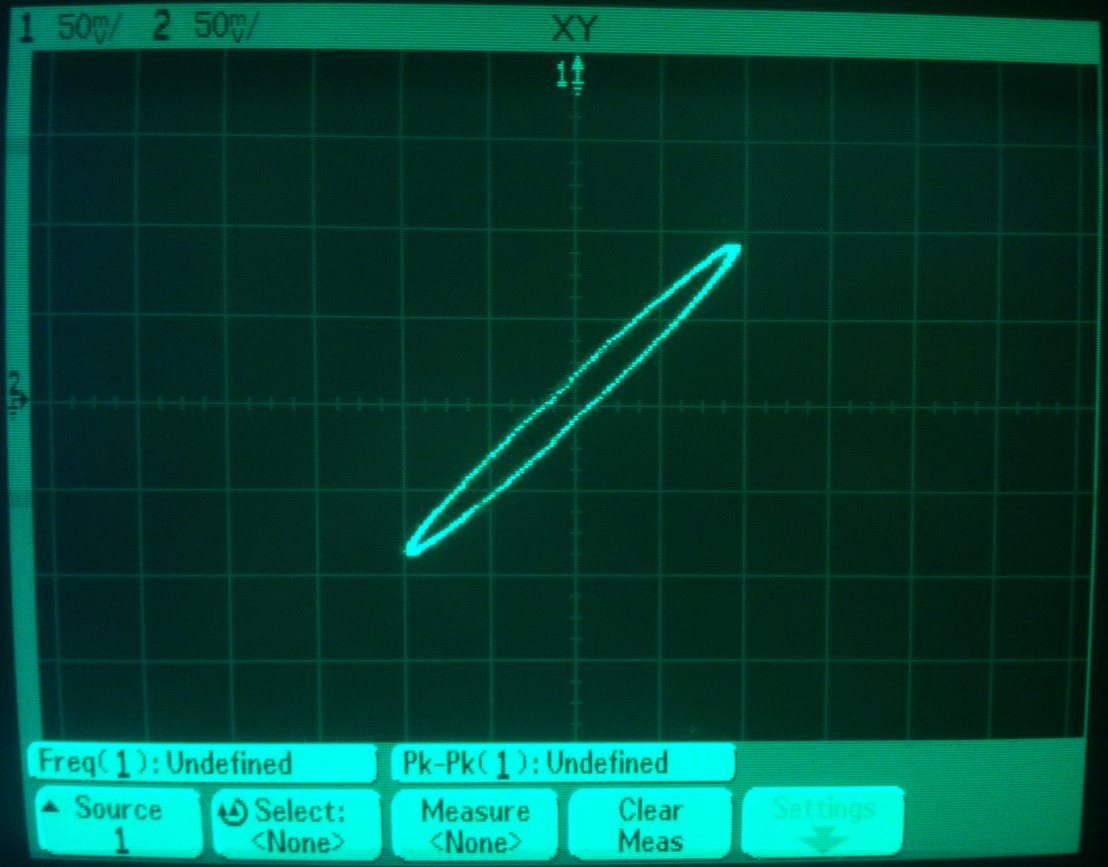 1 50mV/ 2 50mV/ XY
1
2
Freq(1): Undefined Pk-Pk(1): Undefined
Source Select: Measure Clear Settings
1 <None> <None> Meas